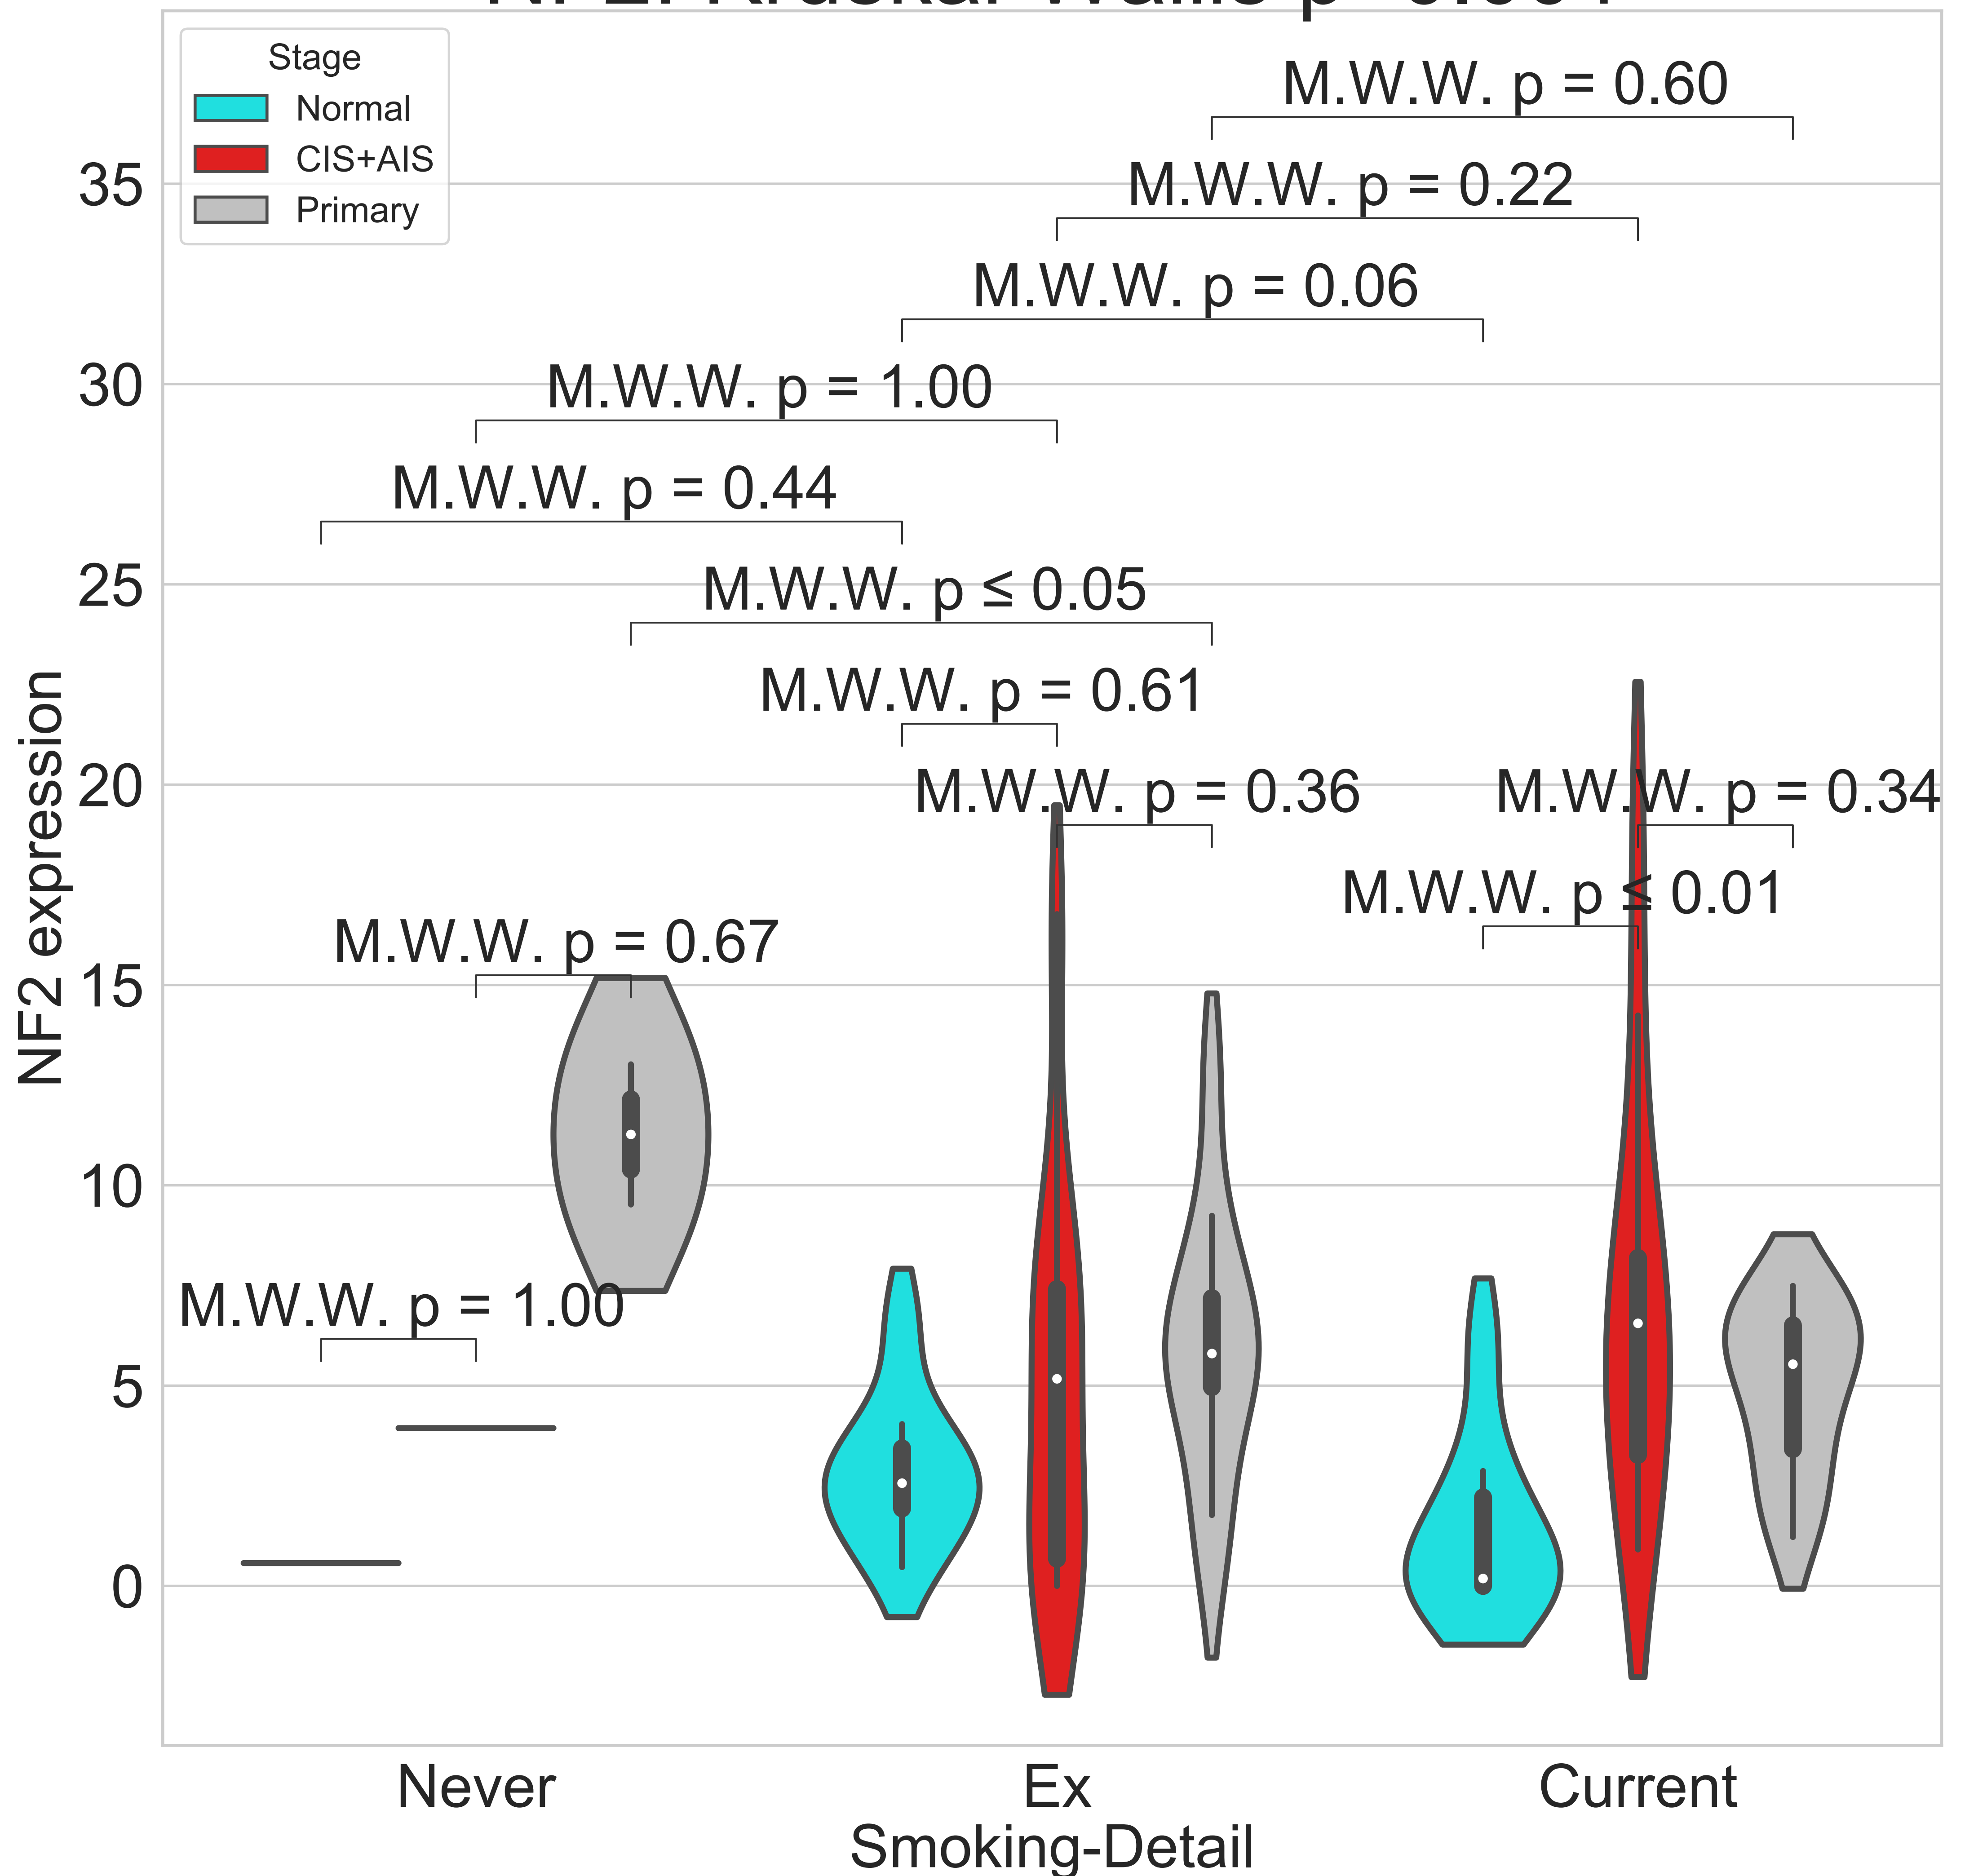 Stage
Normal
CIS+AIS
Primary
M.W.W. p = 0.60
M.W.W. p = 0.22
M.W.W. p = 0.06
M.W.W. p = 1.00
M.W.W. p = 0.44
M.W.W. p ≤ 0.05
M.W.W. p = 0.61
M.W.W. p = 0.36
M.W.W. p = 0.34
M.W.W. p ≤ 0.01
M.W.W. p = 0.67
M.W.W. p = 1.00
35
30
25
20
15
10
5
0
NF2 expression
Never
Ex
Current
Smoking-Detail